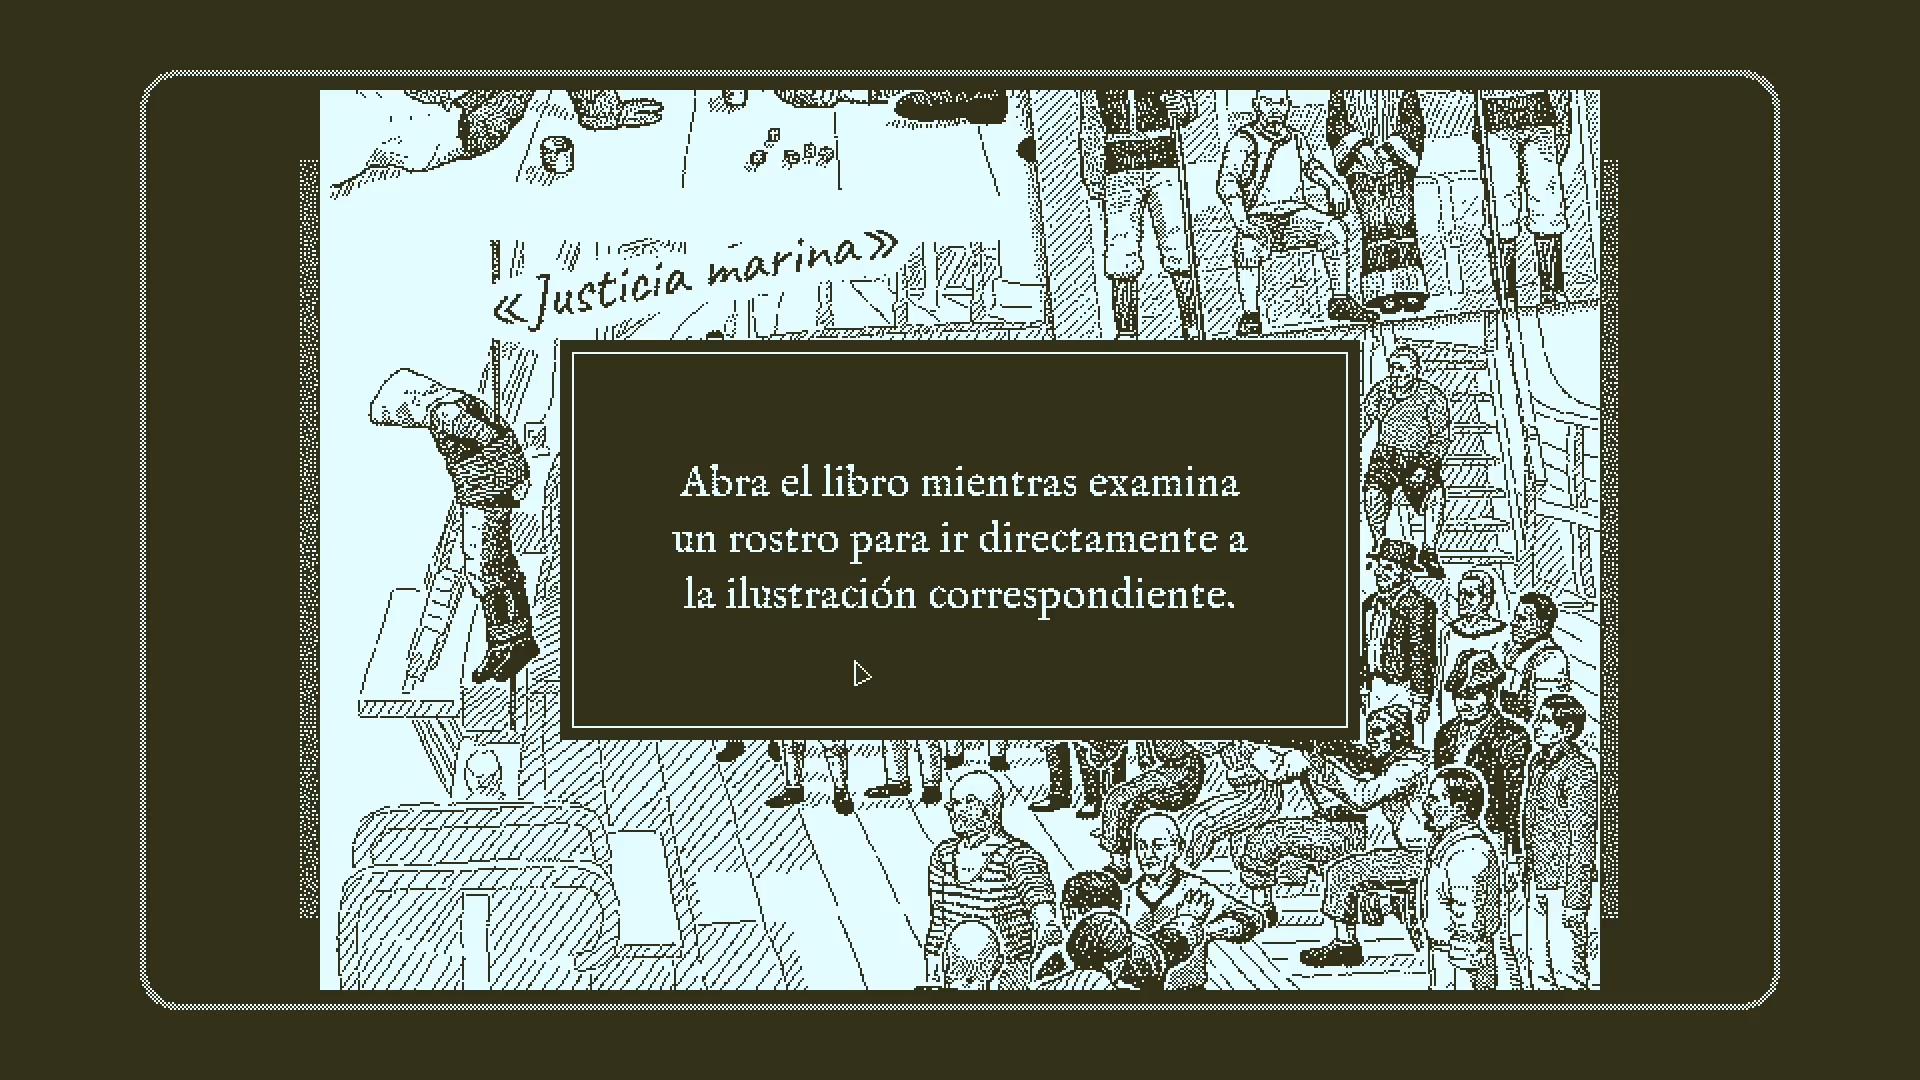 «Justicia marina»
Abra el libro mientras examina
un rostro para ir directamente a
la ilustración correspondiente.